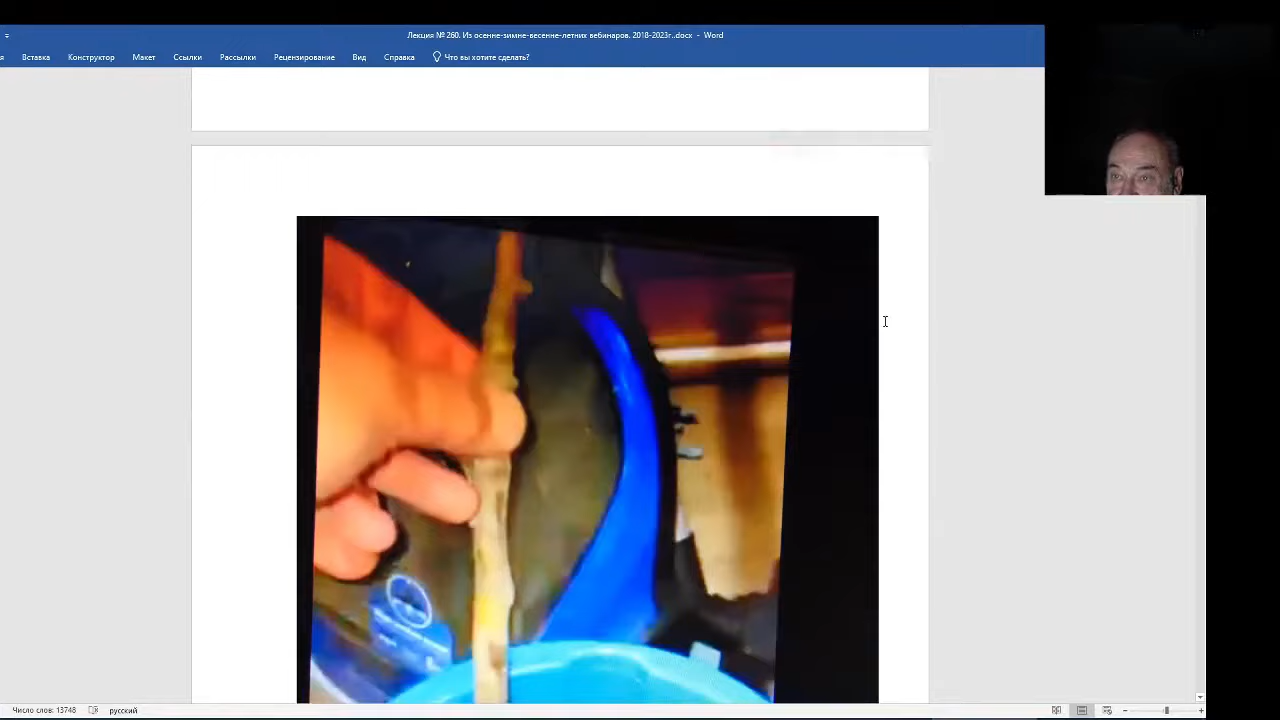 Лекция № 260. Из осенне-зимне-весенне-летних вебинаров. 2018-2023г..docx - Word
я Вставка Конструктор Макет Ссылки Рассылки Рецензирование Вид Справка Что вы хотите сделать?
Число слов: 13748 русский